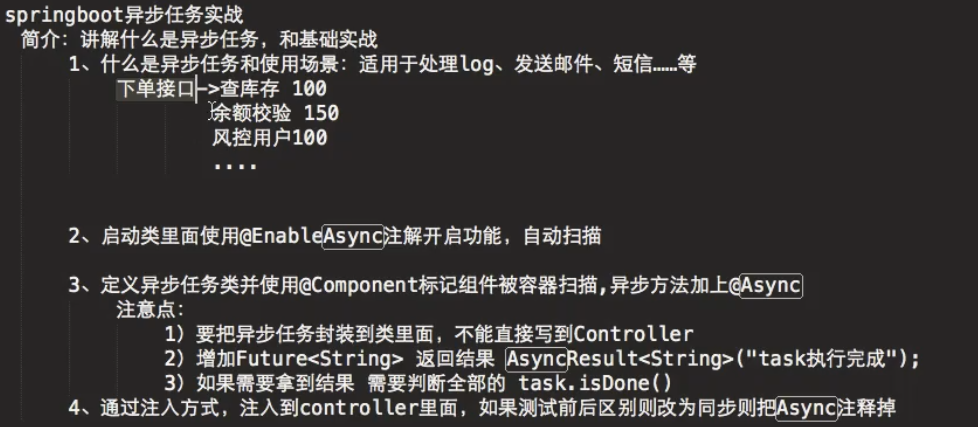 springboot异步任务实战
简介：讲解什么是异步任务，和基础实战
1、什么是异步任务和使用场景：适用于处理log、发送邮件、短信……等
下单接口->查库存 100
余额校验 150
风控用户100
....
2、启动类里面使用@EnableAsync注解开启功能，自动扫描
3、定义异步任务类并使用@Component标记组件被容器扫描,异步方法加上@Async
注意点：
1）要把异步任务封装到类里面，不能直接写到Controller
2）增加Future<String> 返回结果 AsyncResult<String>("task执行完成");
3）如果需要拿到结果 需要判断全部的 task.isDone()
4、通过注入方式，注入到controller里面，如果测试前后区别则改为同步则把Async注释掉